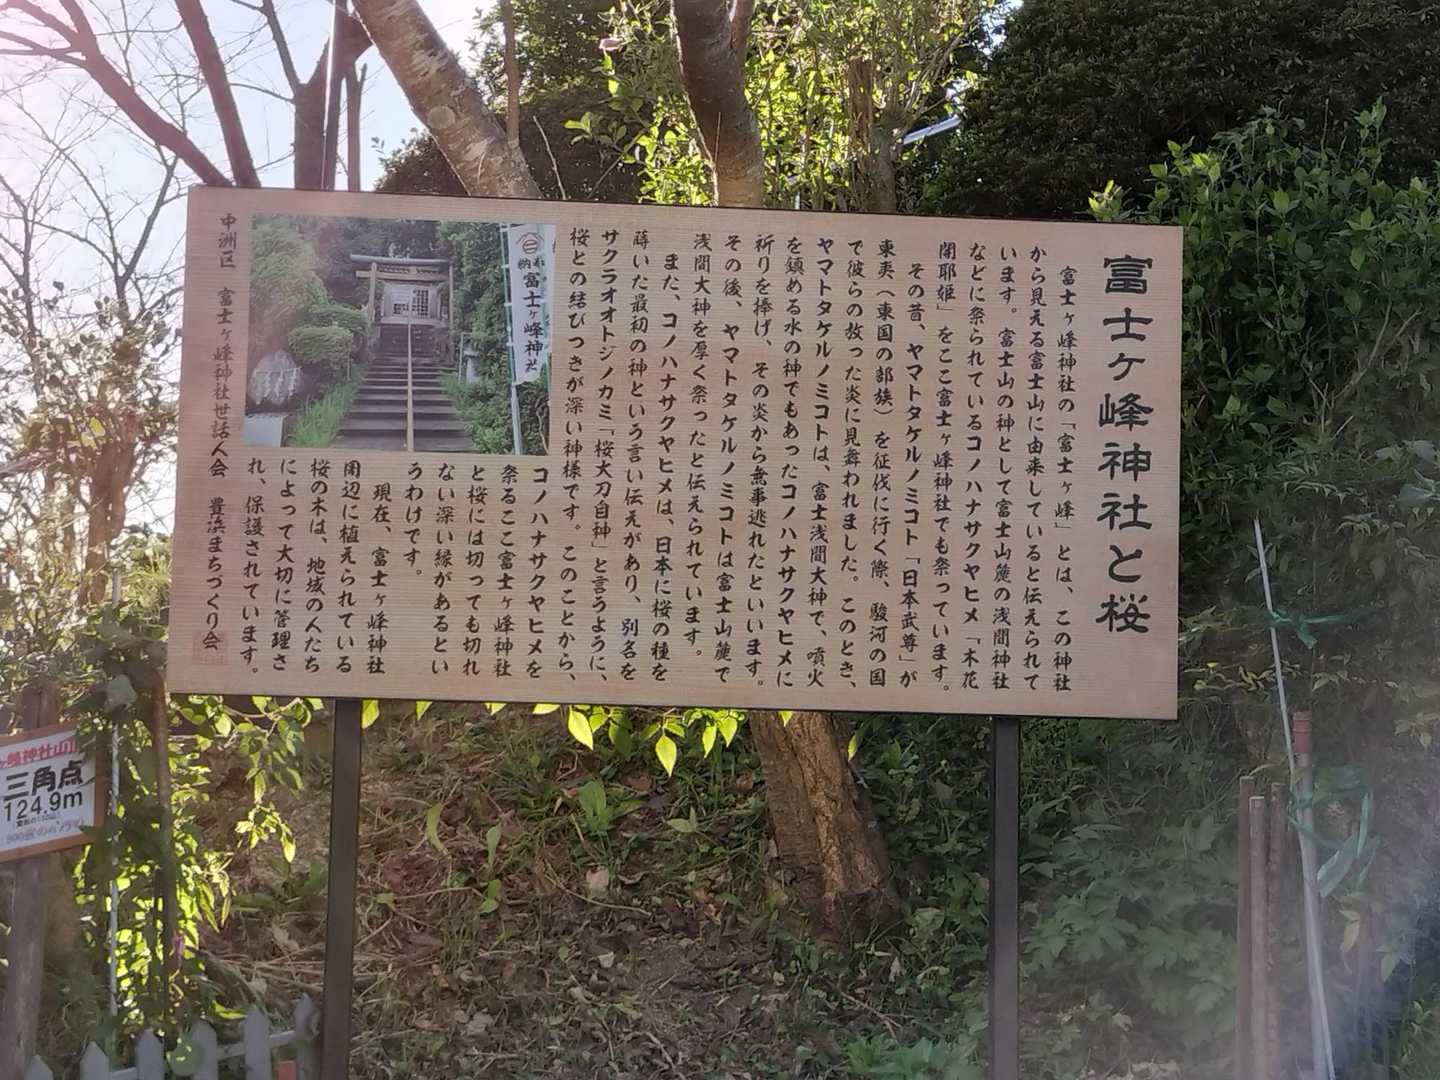 富士ヶ峰神社と桜
富士ヶ峰神社の「富士ヶ峰」とは、この神社
から見える富士山に由来していると伝えられて
います。富士山の神として富士山麓の浅間神社
などに祭られているコノハナサクヤヒメ「木花
開耶姫」をここ富士ヶ峰神社でも祭っています。
その昔、ヤマトタケルノミコト「日本武尊」が
東夷（東国の部族）を征伐に行く際、駿河の国
で彼らの放った炎に見舞われました。このとき、
ヤマトタケルノミコトは、富士浅間大神で、噴火
を鎮める水の神でもあったコノハナサクヤヒメに
祈りを捧げ、その炎から無事逃れたといいます。
その後、ヤマトタケルノミコトは富士山麓で
浅間大神を厚く祭ったと伝えられています。
また、コノハナサクヤヒメは、日本に桜の種を
蒔いた最初の神という言い伝えがあり、別名を
サクラオオトジノカミ「桜大刀自神」と言うように、
桜との結びつきが深い神様です。このことから、
コノハナサクヤヒメを
祭るここ富士ヶ峰神社
と桜には切っても切れ
ない深い縁があるとい
うわけです。
現在、富士ヶ峰神社
周辺に植えられている
桜の木は、地域の人たち
によって大切に管理さ
れ、保護されています。
中洲区 富士ヶ峰神社世話人会 豊浜まちづくり会
奉納
富士ヶ峰神社
ヶ峰神社山
三角点
124.9m